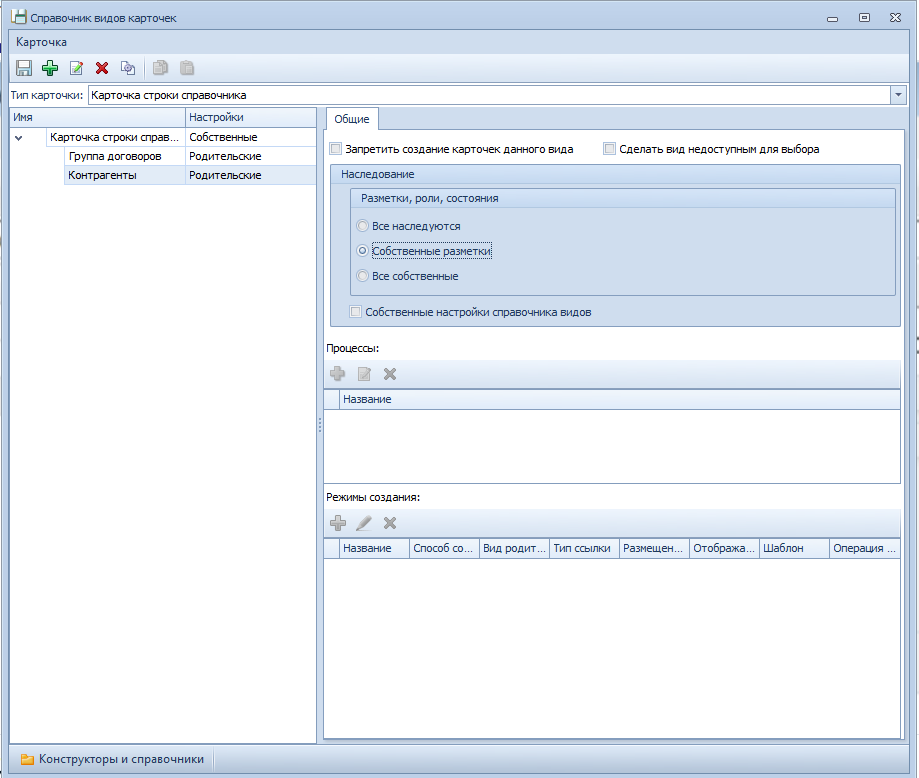 Справочник видов карточек
Карточка
Тип карточки: Карточка строки справочника
Имя Настройки
Карточка строки справ... Собственные
Группа договоров Родительские
Контрагенты Родительские
Общие
Запретить создание карточек данного вида Сделать вид недоступным для выбора
Наследование
Разметки, роли, состояния
Все наследуются
Собственные разметки
Все собственные
Собственные настройки справочника видов
Процессы:
Название
Режимы создания:
Название Способ со... Вид родит... Тип ссылки Размещен... Отобража... Шаблон Операция ...
Конструкторы и справочники